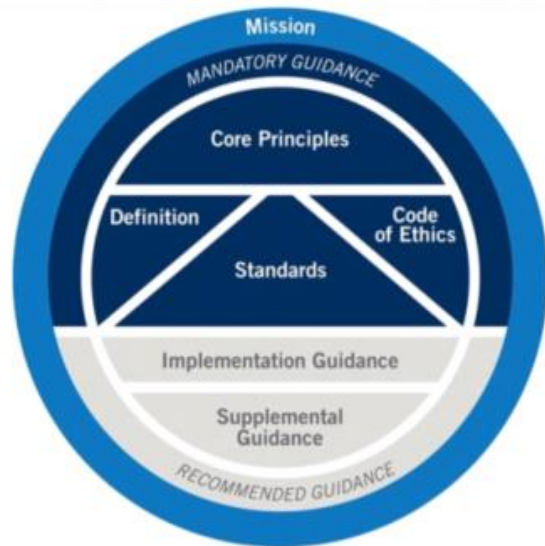 Mission
MANDATORY GUIDANCE
Core Principles
Definition
Code
of Ethics
Standards
Implementation Guidance
Supplemental
Guidance
RECOMMENDED GUIDANCE